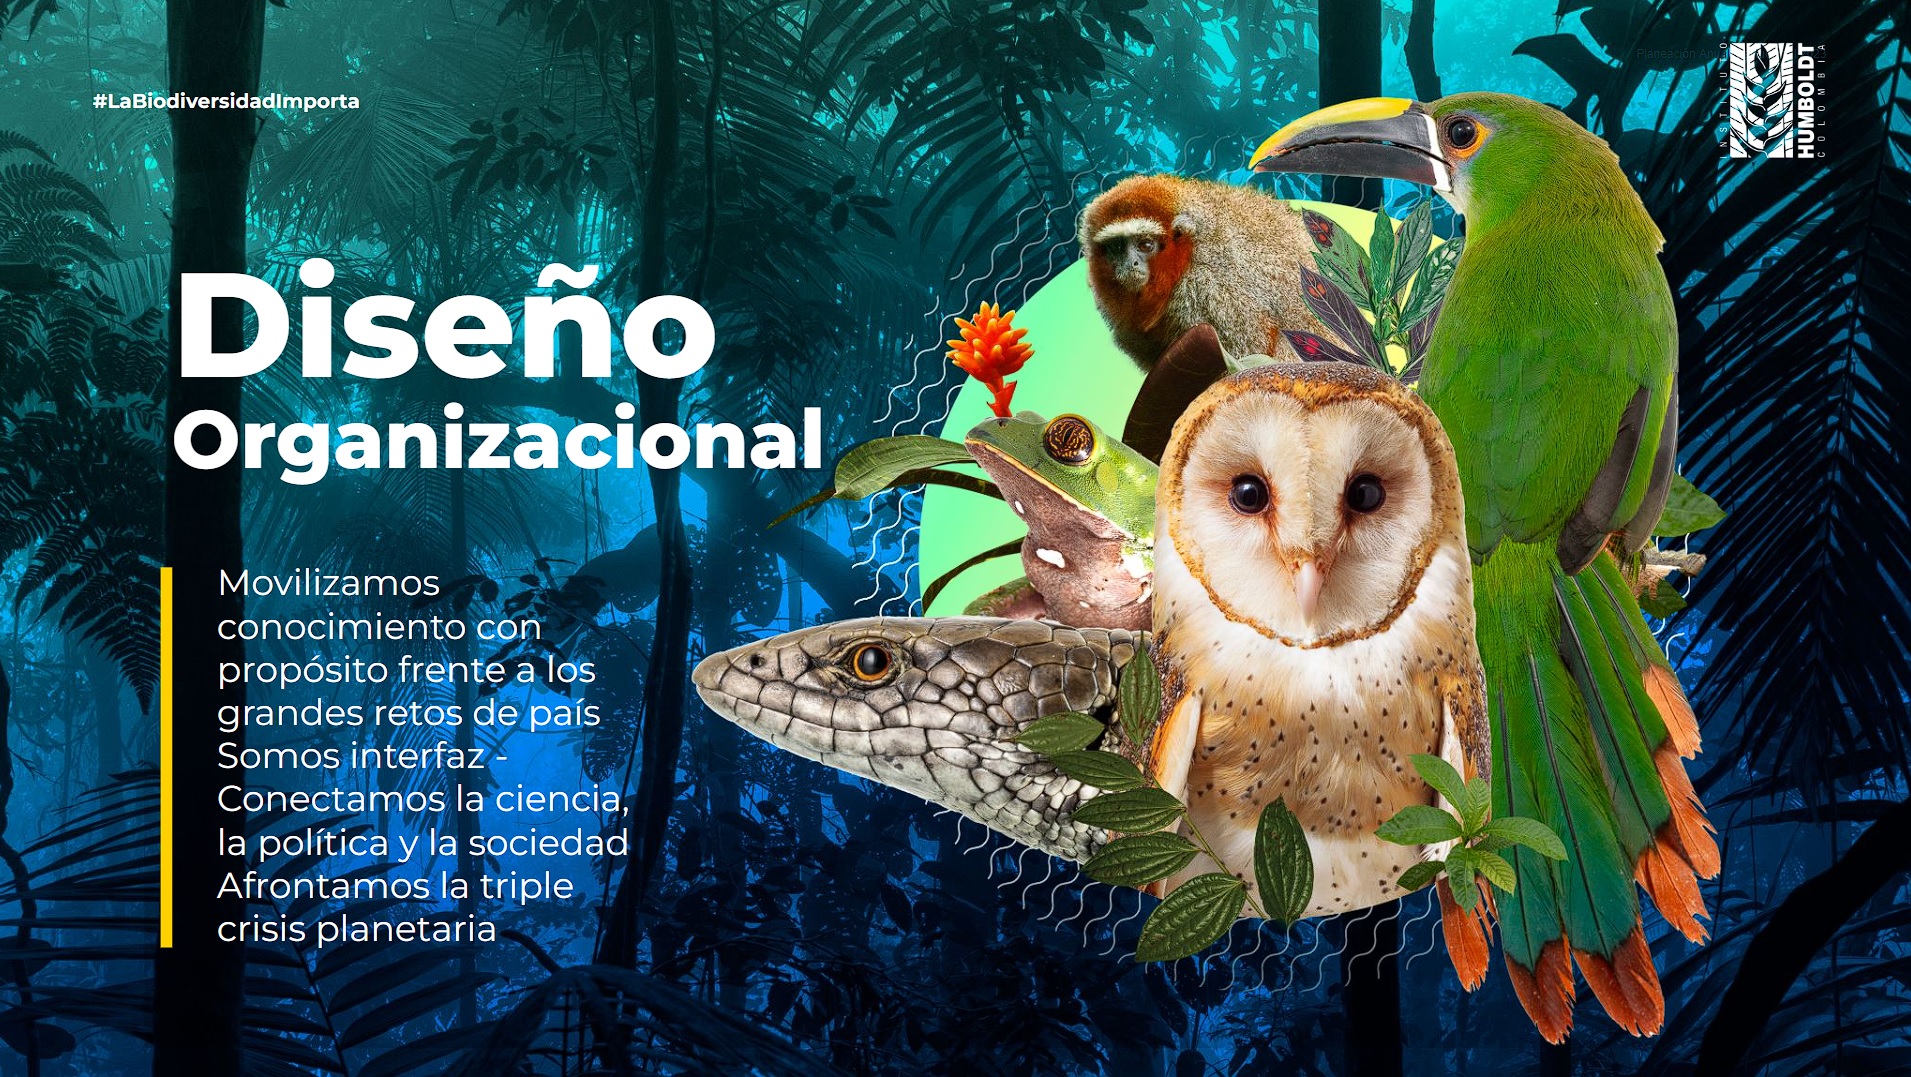 #LaBiodiversidadImporta
INSTITUTO
HUMBOLDT
COLOMBIA
Diseño
Organizacional
Movilizamos
conocimiento con
propósito frente a los
grandes retos de país
Somos interfaz -
Conectamos la ciencia,
la política y la sociedad
Afrontamos la triple
crisis planetaria